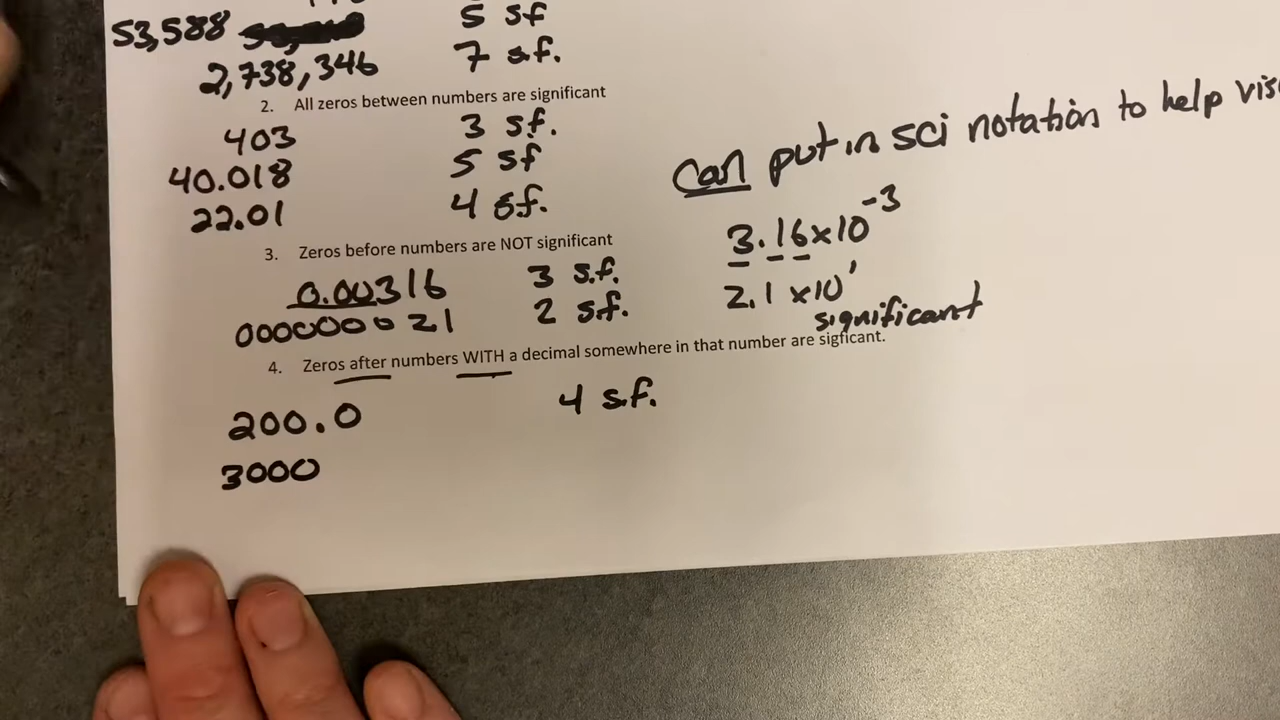 53,588 5 sf
2,738,346 7 s.f.
2. All zeros between numbers are significant
403 3 sf.
40.018 5 sf
22.01 4 s.f.
can put in sci notation to help
3. Zeros before numbers are NOT significant
0.00316 3 s.f. 3.16x10-3
000000021 2 s.f. 2.1 x10'
significant
4. Zeros after numbers WITH a decimal somewhere in that number are sigficant.
200.0 4 s.f.
3000